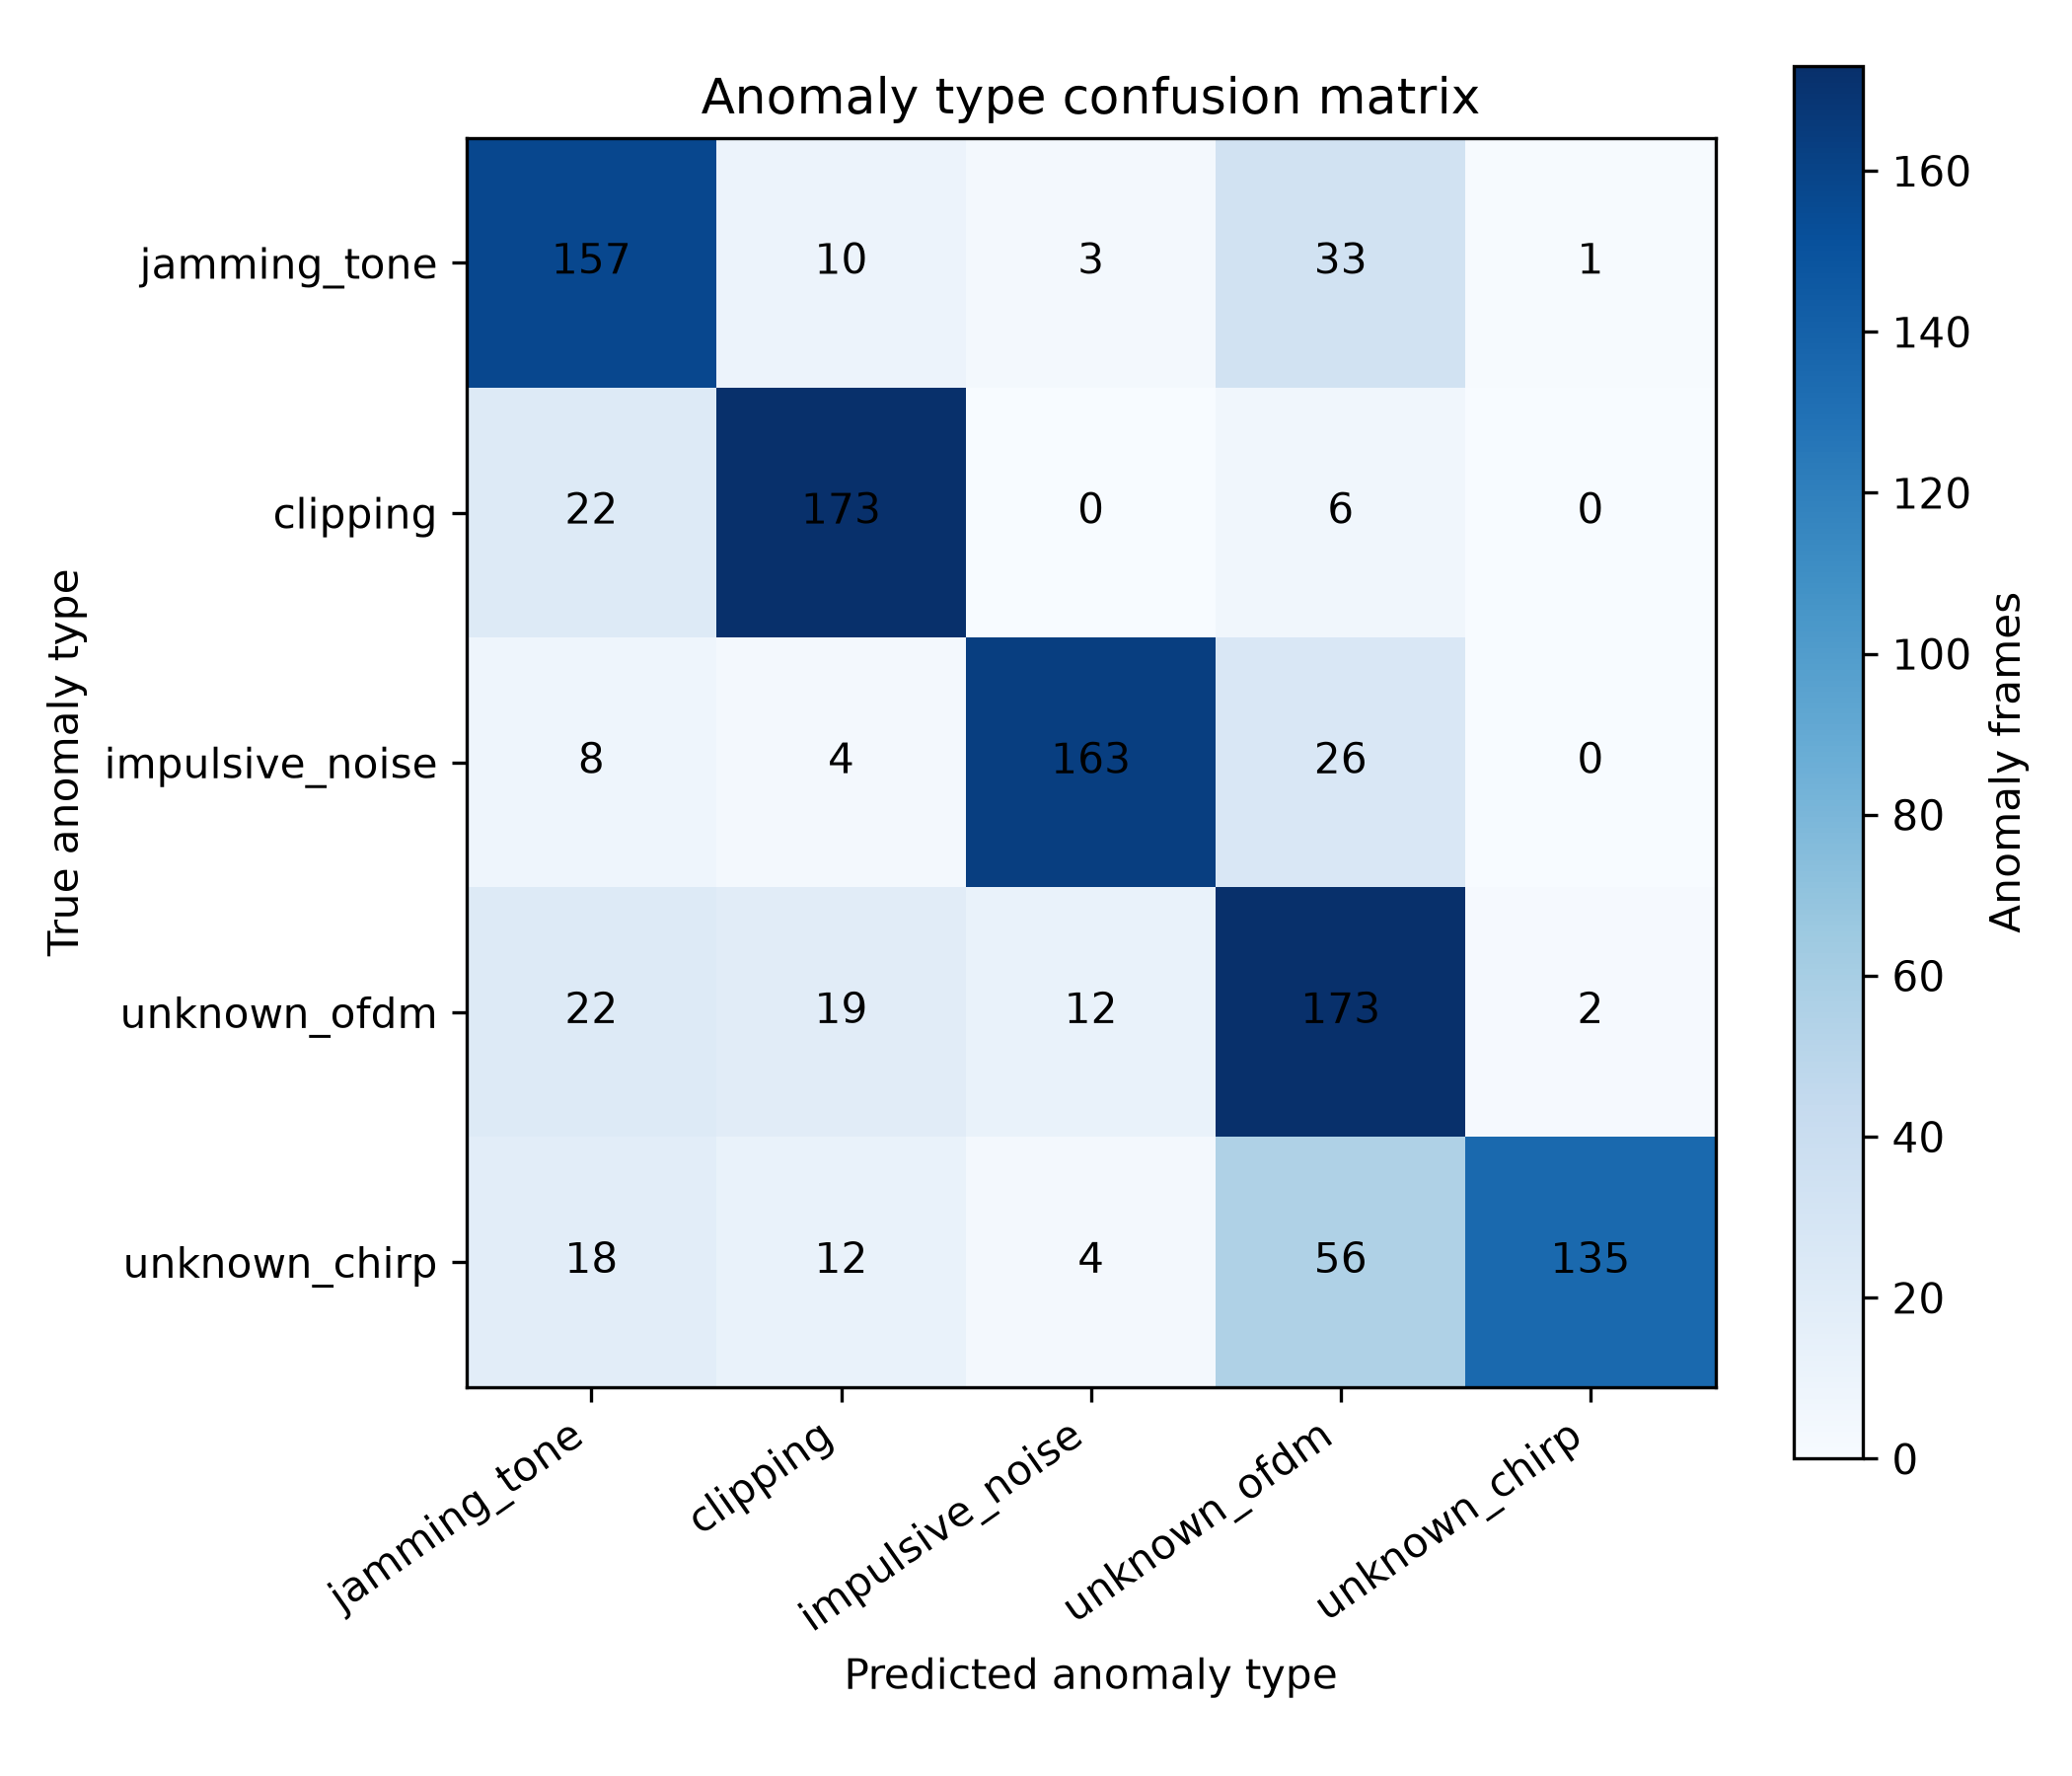 Anomaly type confusion matrix
True anomaly type
jamming_tone 157 10 3 33 1
clipping 22 173 0 6 0
impulsive_noise 8 4 163 26 0
unknown_ofdm 22 19 12 173 2
unknown_chirp 18 12 4 56 135
jamming_tone clipping impulsive_noise unknown_ofdm unknown_chirp
Predicted anomaly type
160
140
120
100
80
60
40
20
0
Anomaly frames